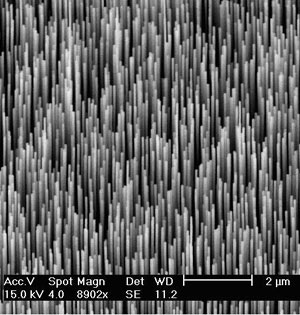 Acc.V Spot Magn Det WD 2 µm
15.0 kV 4.0 8902x SE 11.2